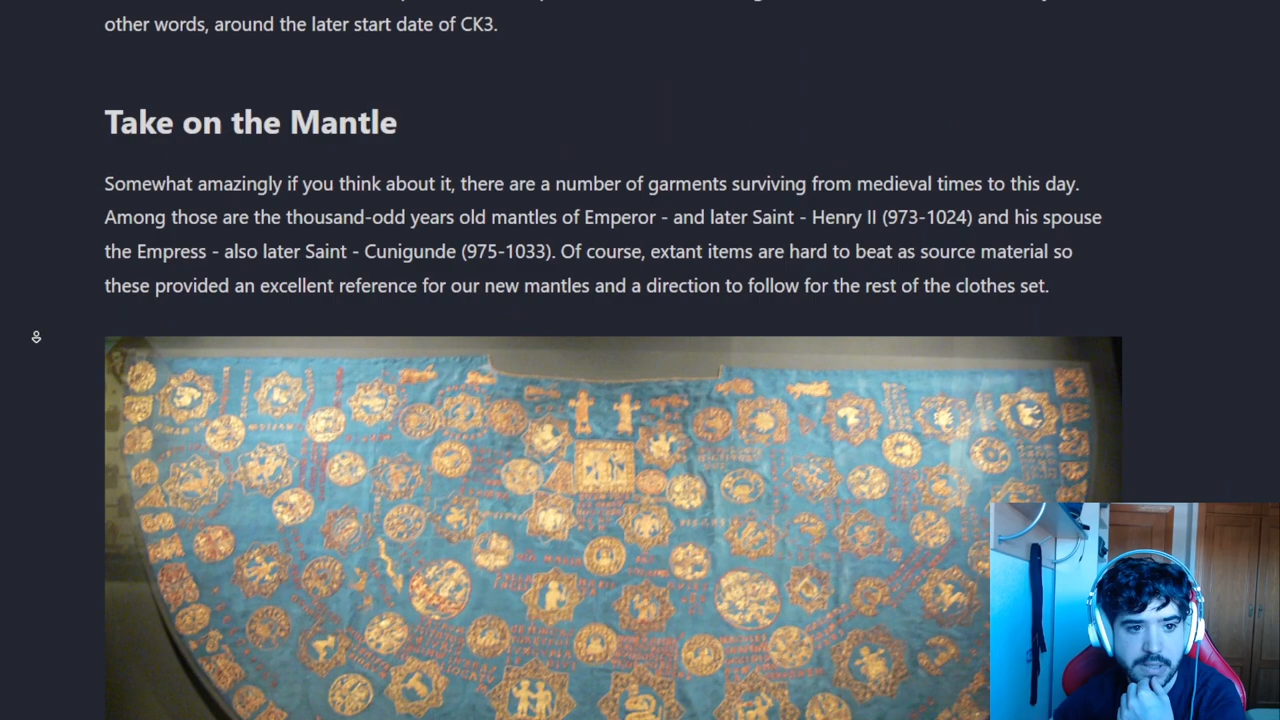 other words, around the later start date of CK3.
Take on the Mantle
Somewhat amazingly if you think about it, there are a number of garments surviving from medieval times to this day.
Among those are the thousand-odd years old mantles of Emperor - and later Saint - Henry II (973-1024) and his spouse
the Empress - also later Saint - Cunigunde (975-1033). Of course, extant items are hard to beat as source material so
these provided an excellent reference for our new mantles and a direction to follow for the rest of the clothes set.